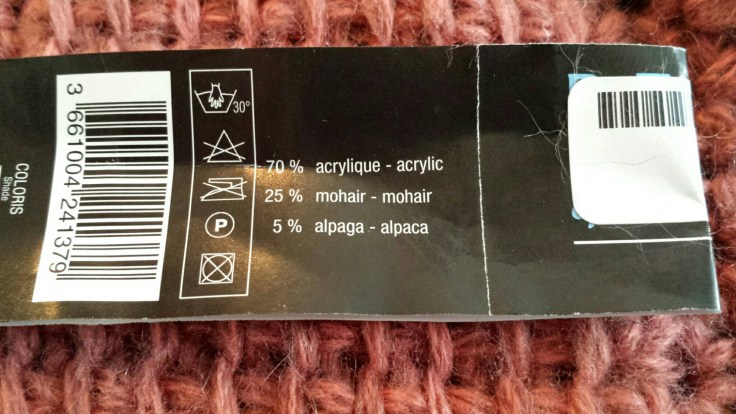 COLORIS
Shade
3 661004 241379
30°
70 % acrylique - acrylic
25 % mohair - mohair
P
5 % alpaga - alpaca